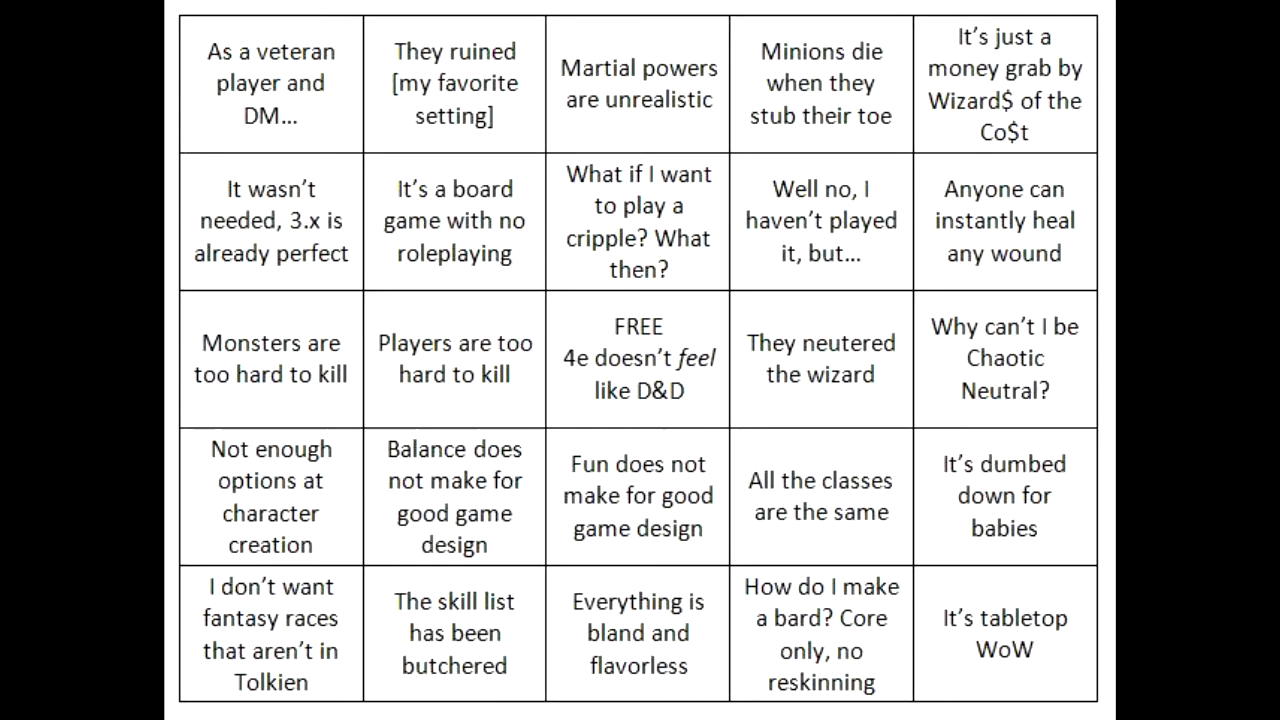 As a veteran
player and
DM…
They ruined
[my favorite
setting]
Martial powers
are unrealistic
Minions die
when they
stub their toe
It’s just a
money grab by
Wizard$ of the
Co$t
It wasn’t
needed, 3.x is
already perfect
It’s a board
game with no
roleplaying
What if I want
to play a
cripple? What
then?
Well no, I
haven’t played
it, but…
Anyone can
instantly heal
any wound
Monsters are
too hard to kill
Players are too
hard to kill
FREE
4e doesn’t feel
like D&D
They neutered
the wizard
Why can’t I be
Chaotic
Neutral?
Not enough
options at
character
creation
Balance does
not make for
good game
design
Fun does not
make for good
game design
All the classes
are the same
It’s dumbed
down for
babies
I don’t want
fantasy races
that aren’t in
Tolkien
The skill list
has been
butchered
Everything is
bland and
flavorless
How do I make
a bard? Core
only, no
reskinning
It’s tabletop
WoW